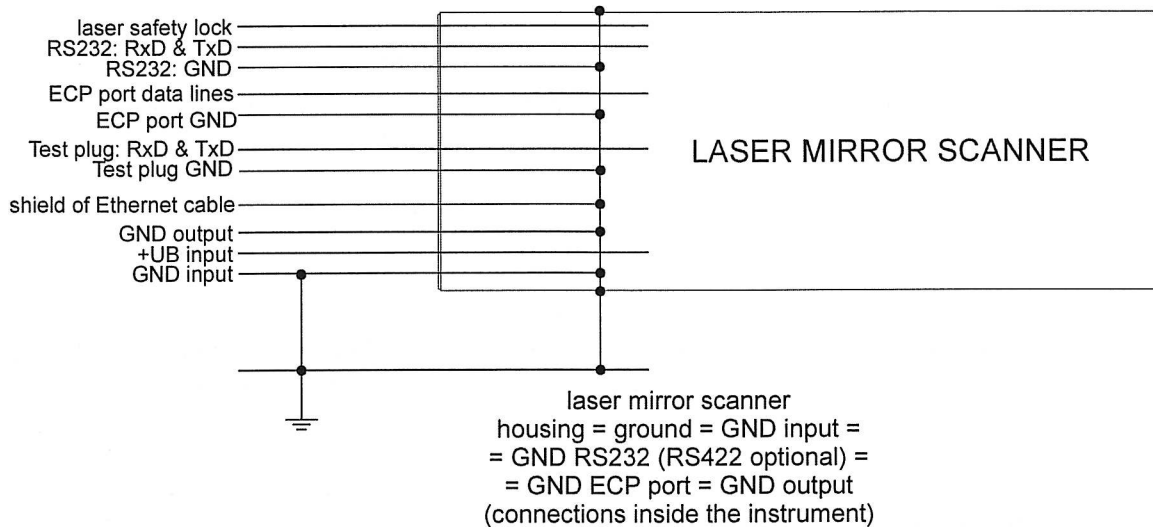 laser safety lock
RS232: RxD & TxD
RS232: GND
ECP port data lines
ECP port GND
Test plug: RxD & TxD
Test plug GND
shield of Ethernet cable
GND output
+UB input
GND input
LASER MIRROR SCANNER
laser mirror scanner
housing = ground = GND input =
= GND RS232 (RS422 optional) =
= GND ECP port = GND output
(connections inside the instrument)